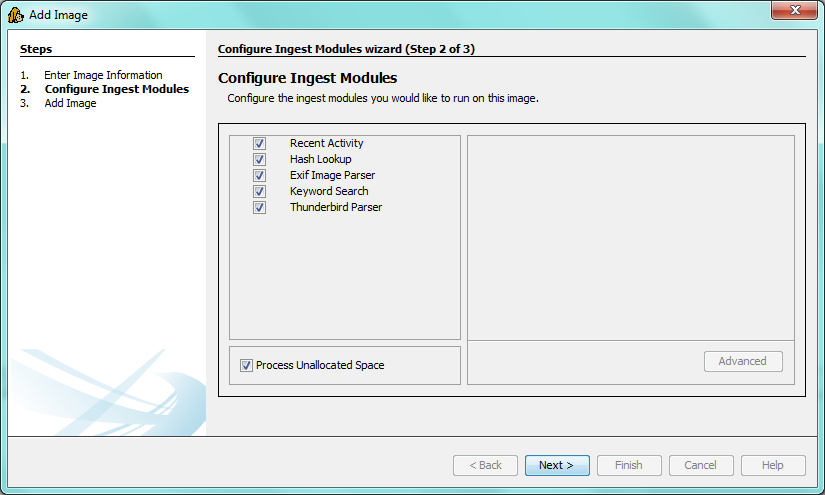 Add Image
Steps
1. Enter Image Information
2. Configure Ingest Modules
3. Add Image
Configure Ingest Modules wizard (Step 2 of 3)
Configure Ingest Modules
Configure the ingest modules you would like to run on this image.
Recent Activity
Hash Lookup
Exif Image Parser
Keyword Search
Thunderbird Parser
Process Unallocated Space
Advanced
< Back
Next >
Finish
Cancel
Help